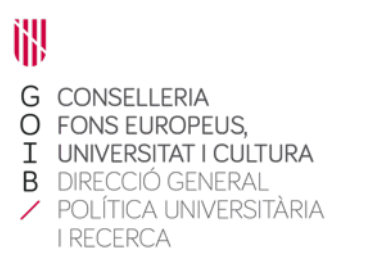 G CONSELLERIA
O FONS EUROPEUS,
I UNIVERSITAT I CULTURA
B DIRECCIÓ GENERAL
/ POLÍTICA UNIVERSITÀRIA
I RECERCA